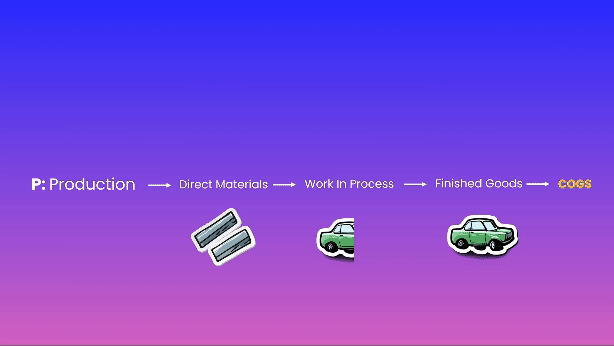 P: Production → Direct Materials → Work In Process → Finished Goods → COGS